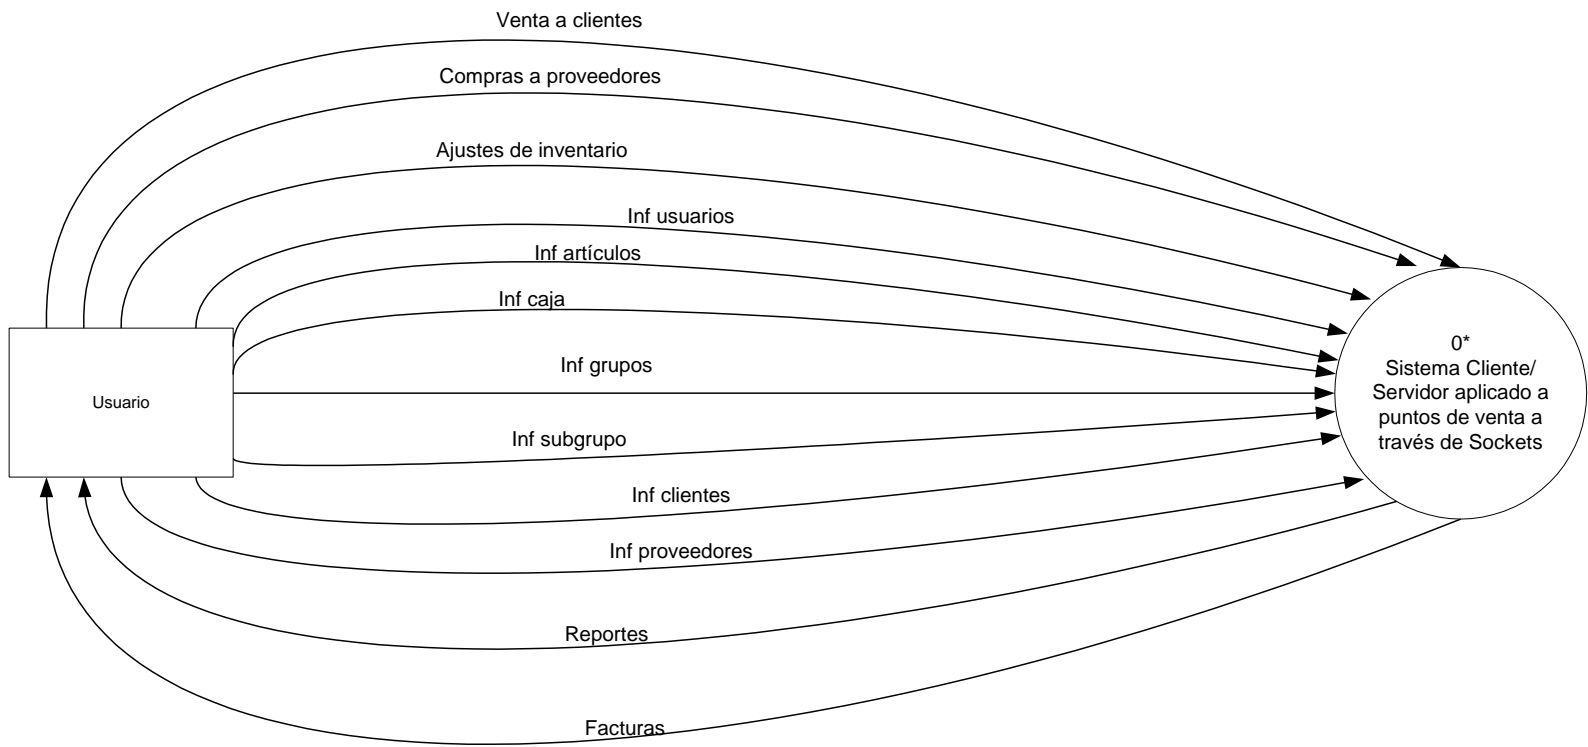 Venta a clientes
Compras a proveedores
Ajustes de inventario
Inf usuarios
Inf artículos
Inf caja
Inf grupos
Usuario
0*
Sistema Cliente/
Servidor aplicado a
puntos de venta a
través de Sockets
Inf subgrupo
Inf clientes
Inf proveedores
Reportes
Facturas